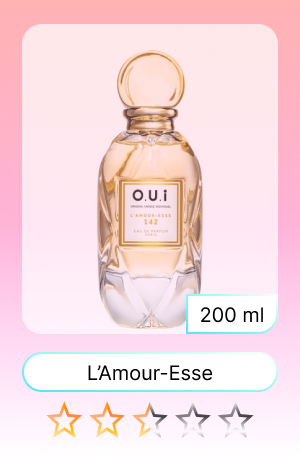 O.U.i
L'AMOUR-ESSE
142
EAU DE PARFUM
PARIS
200 ml
L’Amour-Esse